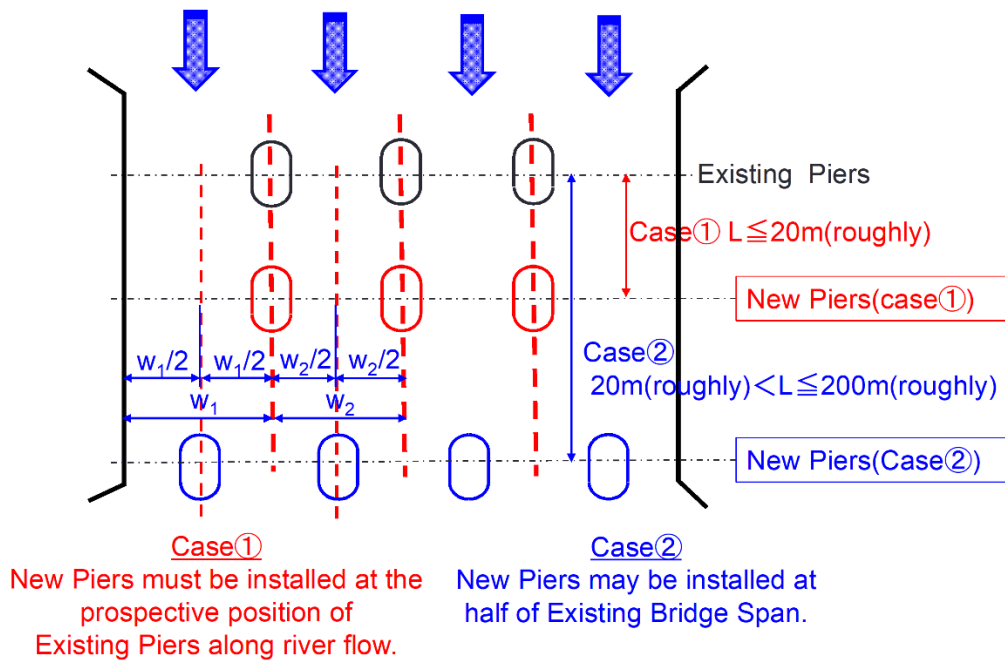 Existing Piers
Case① L≦20m(roughly)
New Piers(case①)
w₁/2 w₁/2 w₂/2 w₂/2
w₁ w₂
Case②
20m(roughly)<L≦200m(roughly)
New Piers(Case②)
Case①
New Piers must be installed at the
prospective position of
Existing Piers along river flow.
Case②
New Piers may be installed at
half of Existing Bridge Span.